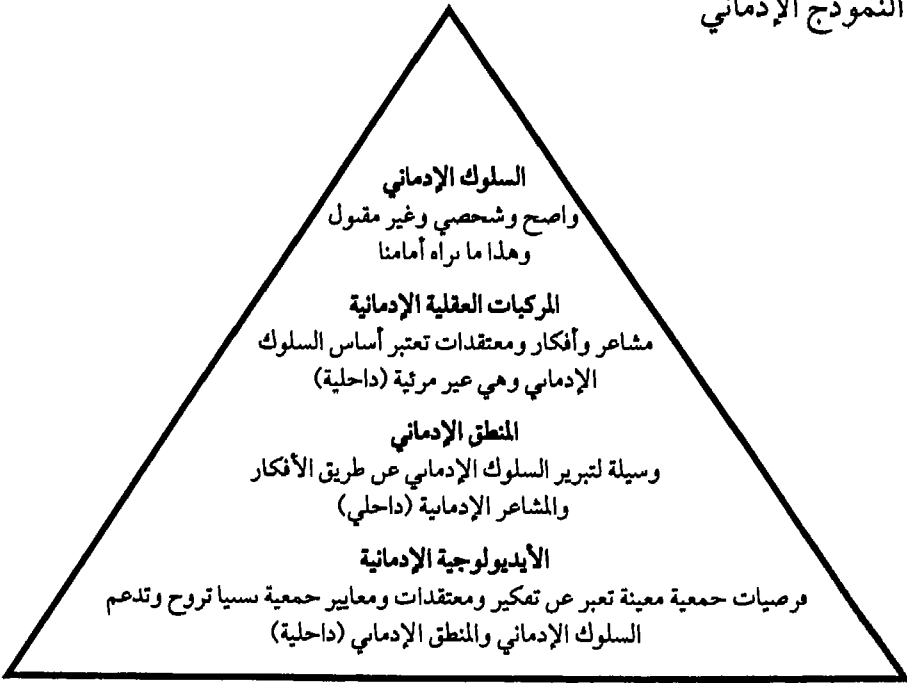 النموذج الإدماني
السلوك الإدماني
واضح وشخصي وغير مقبول
وهذا ما نراه أمامنا
المركبات العقلية الإدمانية
مشاعر وأفكار ومعتقدات تعتبر أساس السلوك
الإدماني وهي غير مرئية (داخلية)
المنطق الإدماني
وسيلة لتبرير السلوك الإدماني عن طريق الأفكار
والمشاعر الإدمانية (داخلي)
الأيديولوجية الإدمانية
فرضيات جمعية معينة تعبر عن تفكير ومعتقدات ومعايير جمعية نسبيا تروج وتدعم
السلوك الإدماني والمنطق الإدماني (داخلية)